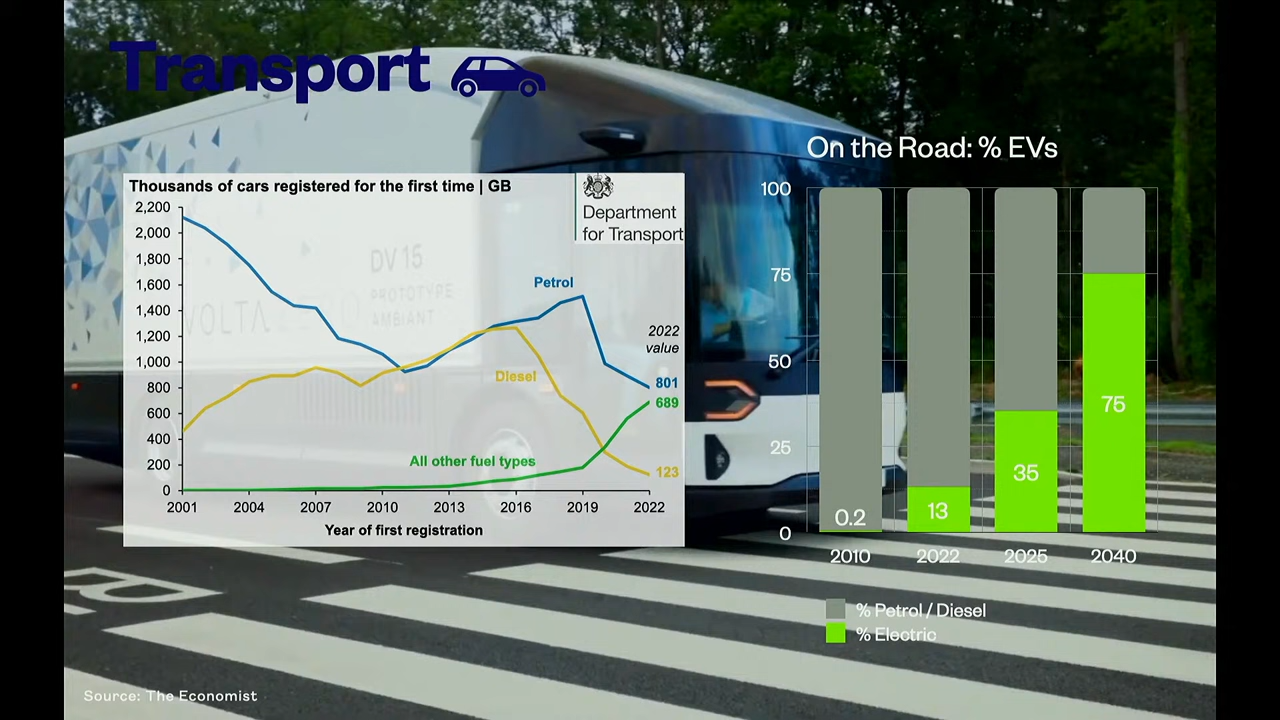 Transport
Thousands of cars registered for the first time | GB
Department
for Transport
2,200
2,000
1,800
1,600
1,400
1,200
1,000
800
600
400
200
0
Petrol
Diesel
All other fuel types
2022
value
801
689
123
2001 2004 2007 2010 2013 2016 2019 2022
Year of first registration
DV 15
PROTOTYPE
AMBIANT
VOLTA
On the Road: % EVs
100
75
50
25
0
0.2
13
35
75
2010 2022 2025 2040
% Petrol / Diesel
% Electric
Source: The Economist